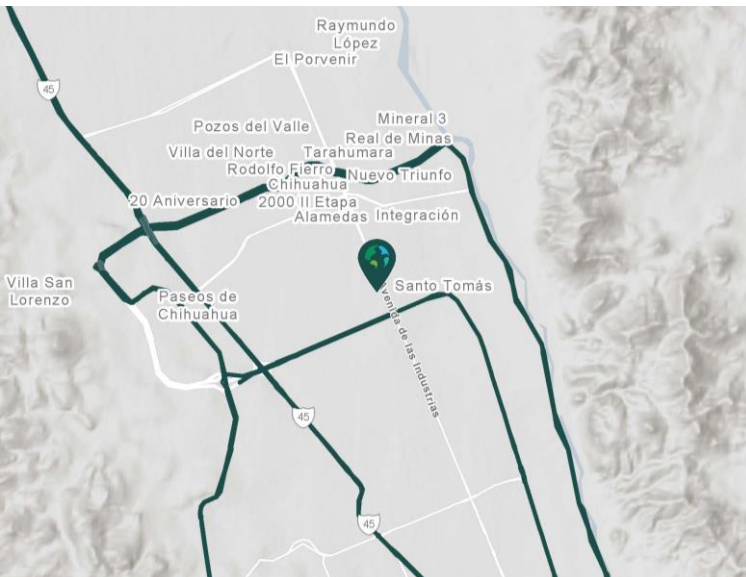 Raymundo
López
El Porvenir
45
Mineral 3
Pozos del Valle
Real de Minas
Villa del Norte
Tarahumara
Rodolfo Fierro
Nuevo Triunfo
Chihuahua
2000 II Etapa
20 Aniversario
Alamedas
Integración
Villa San
Lorenzo
Paseos de
Chihuahua
Santo Tomás
Avenida de las Industrias
45
45